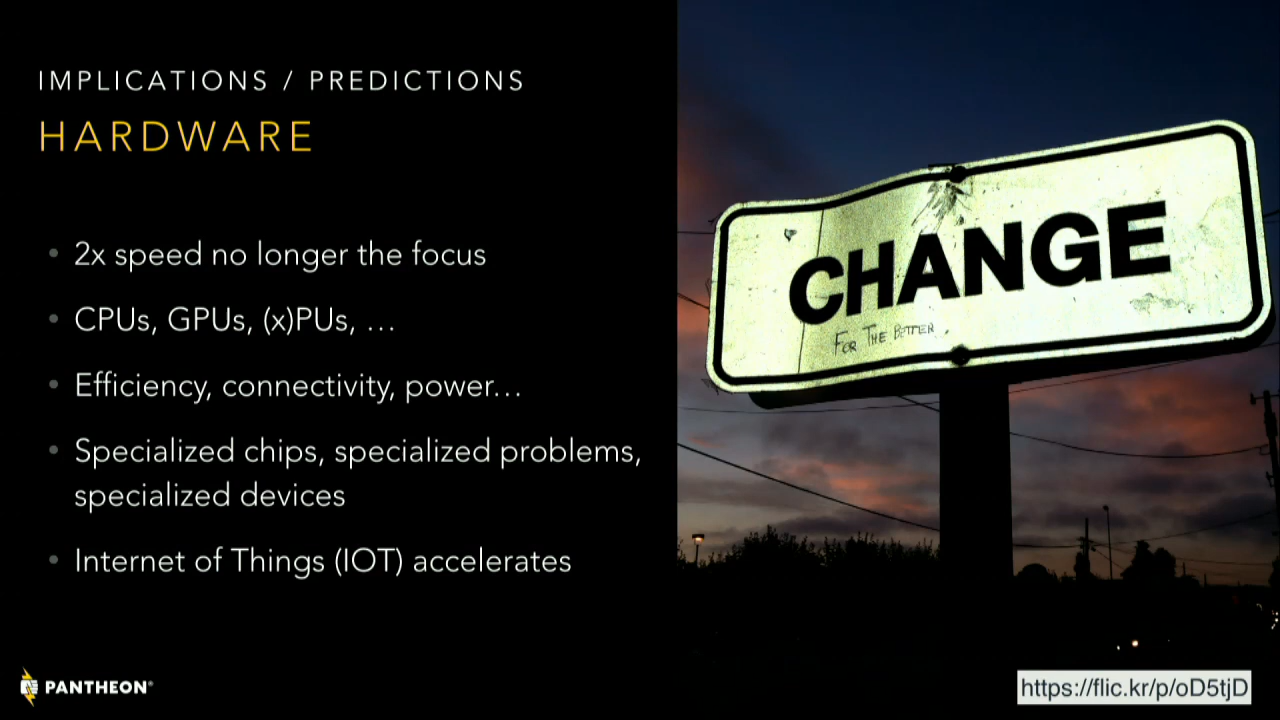 IMPLICATIONS / PREDICTIONS
HARDWARE
• 2x speed no longer the focus
• CPUs, GPUs, (x)PUs, …
• Efficiency, connectivity, power…
• Specialized chips, specialized problems,
specialized devices
• Internet of Things (IOT) accelerates
PANTHEON®
CHANGE
FOR THE BETTER.
https://flic.kr/p/oD5tjD